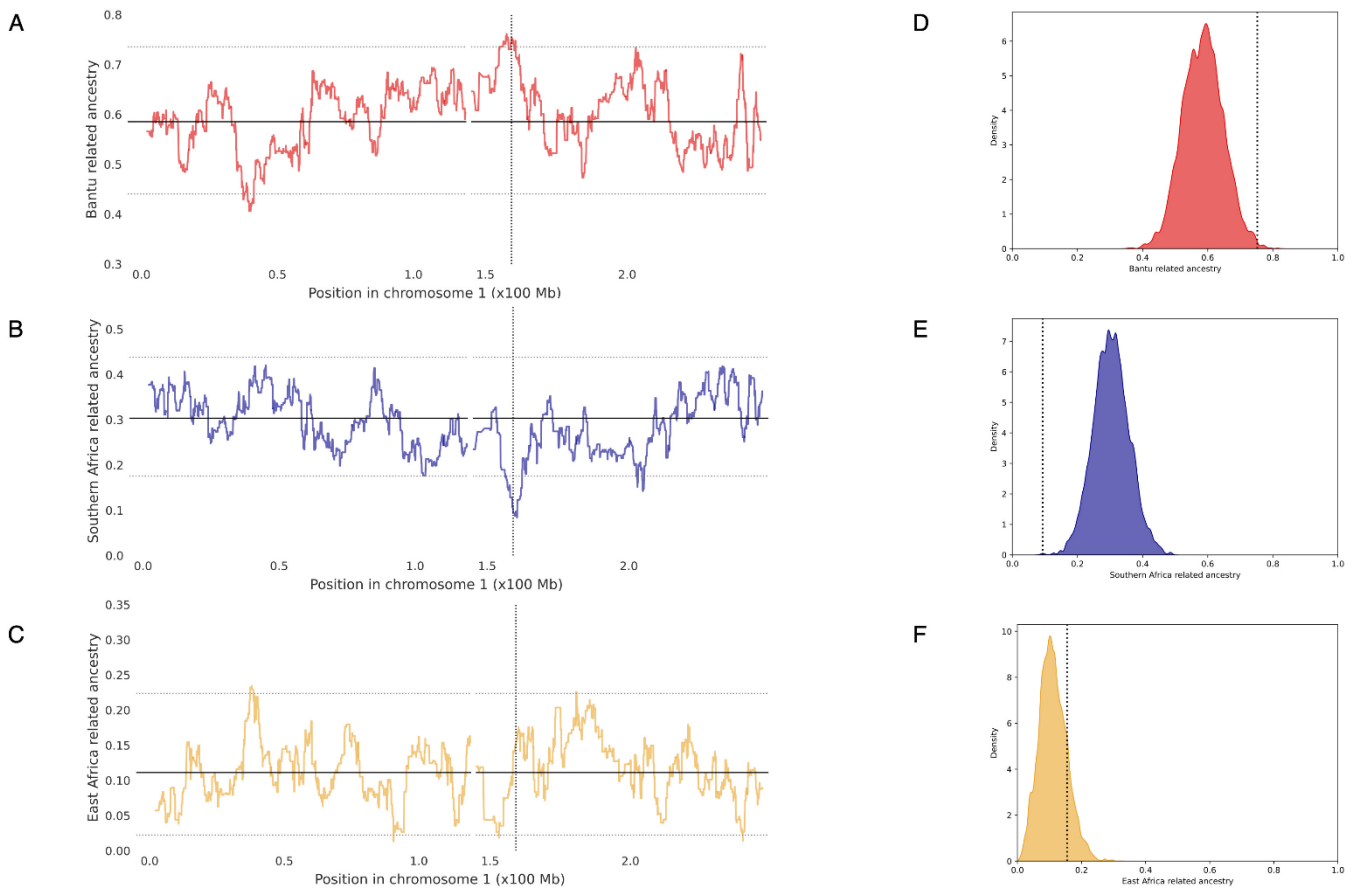 A
Bantu related ancestry
0.8
0.7
0.6
0.5
0.4
0.3
0.0 0.5 1.0 1.5 2.0
Position in chromosome 1 (x100 Mb)
D
Density
6
5
4
3
2
1
0
0.0 0.2 0.4 0.6 0.8 1.0
Bantu related ancestry
B
Southern Africa related ancestry
0.5
0.4
0.3
0.2
0.1
0.0
0.0 0.5 1.0 1.5 2.0
Position in chromosome 1 (x100 Mb)
E
Density
7
6
5
4
3
2
1
0
0.0 0.2 0.4 0.6 0.8 1.0
Southern Africa related ancestry
C
East Africa related ancestry
0.35
0.30
0.25
0.20
0.15
0.10
0.05
0.00
0.0 0.5 1.0 1.5 2.0
Position in chromosome 1 (x100 Mb)
F
Density
10
8
6
4
2
0
0.0 0.2 0.4 0.6 0.8 1.0
East Africa related ancestry